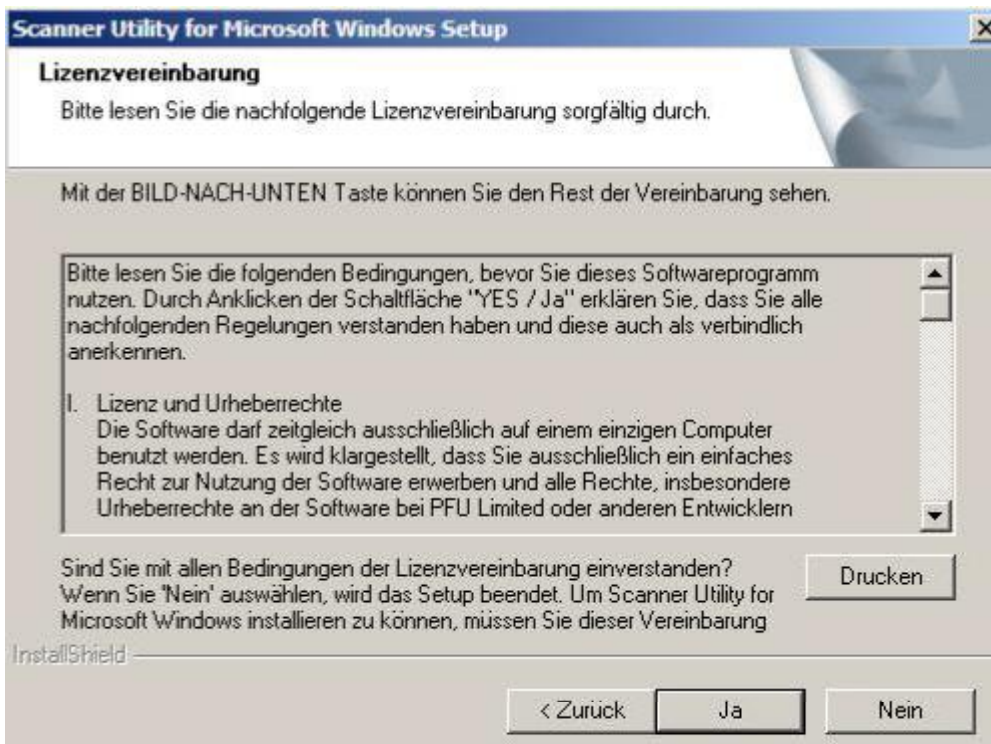 Scanner Utility for Microsoft Windows Setup
Lizenzvereinbarung
Bitte lesen Sie die nachfolgende Lizenzvereinbarung sorgfältig durch.
Mit der BILD-NACH-UNTEN Taste können Sie den Rest der Vereinbarung sehen.
Bitte lesen Sie die folgenden Bedingungen, bevor Sie dieses Softwareprogramm
nutzen. Durch Anklicken der Schaltfläche "YES / Ja" erklären Sie, dass Sie alle
nachfolgenden Regelungen verstanden haben und diese auch als verbindlich
anerkennen.
I. Lizenz und Urheberrechte
Die Software darf zeitgleich ausschließlich auf einem einzigen Computer
benutzt werden. Es wird klargestellt, dass Sie ausschließlich ein einfaches
Recht zur Nutzung der Software erwerben und alle Rechte, insbesondere
Urheberrechte an der Software bei PFU Limited oder anderen Entwicklern
Sind Sie mit allen Bedingungen der Lizenzvereinbarung einverstanden?
Wenn Sie 'Nein' auswählen, wird das Setup beendet. Um Scanner Utility for
Microsoft Windows installieren zu können, müssen Sie dieser Vereinbarung
Drucken
InstallShield
< Zurück
Ja
Nein